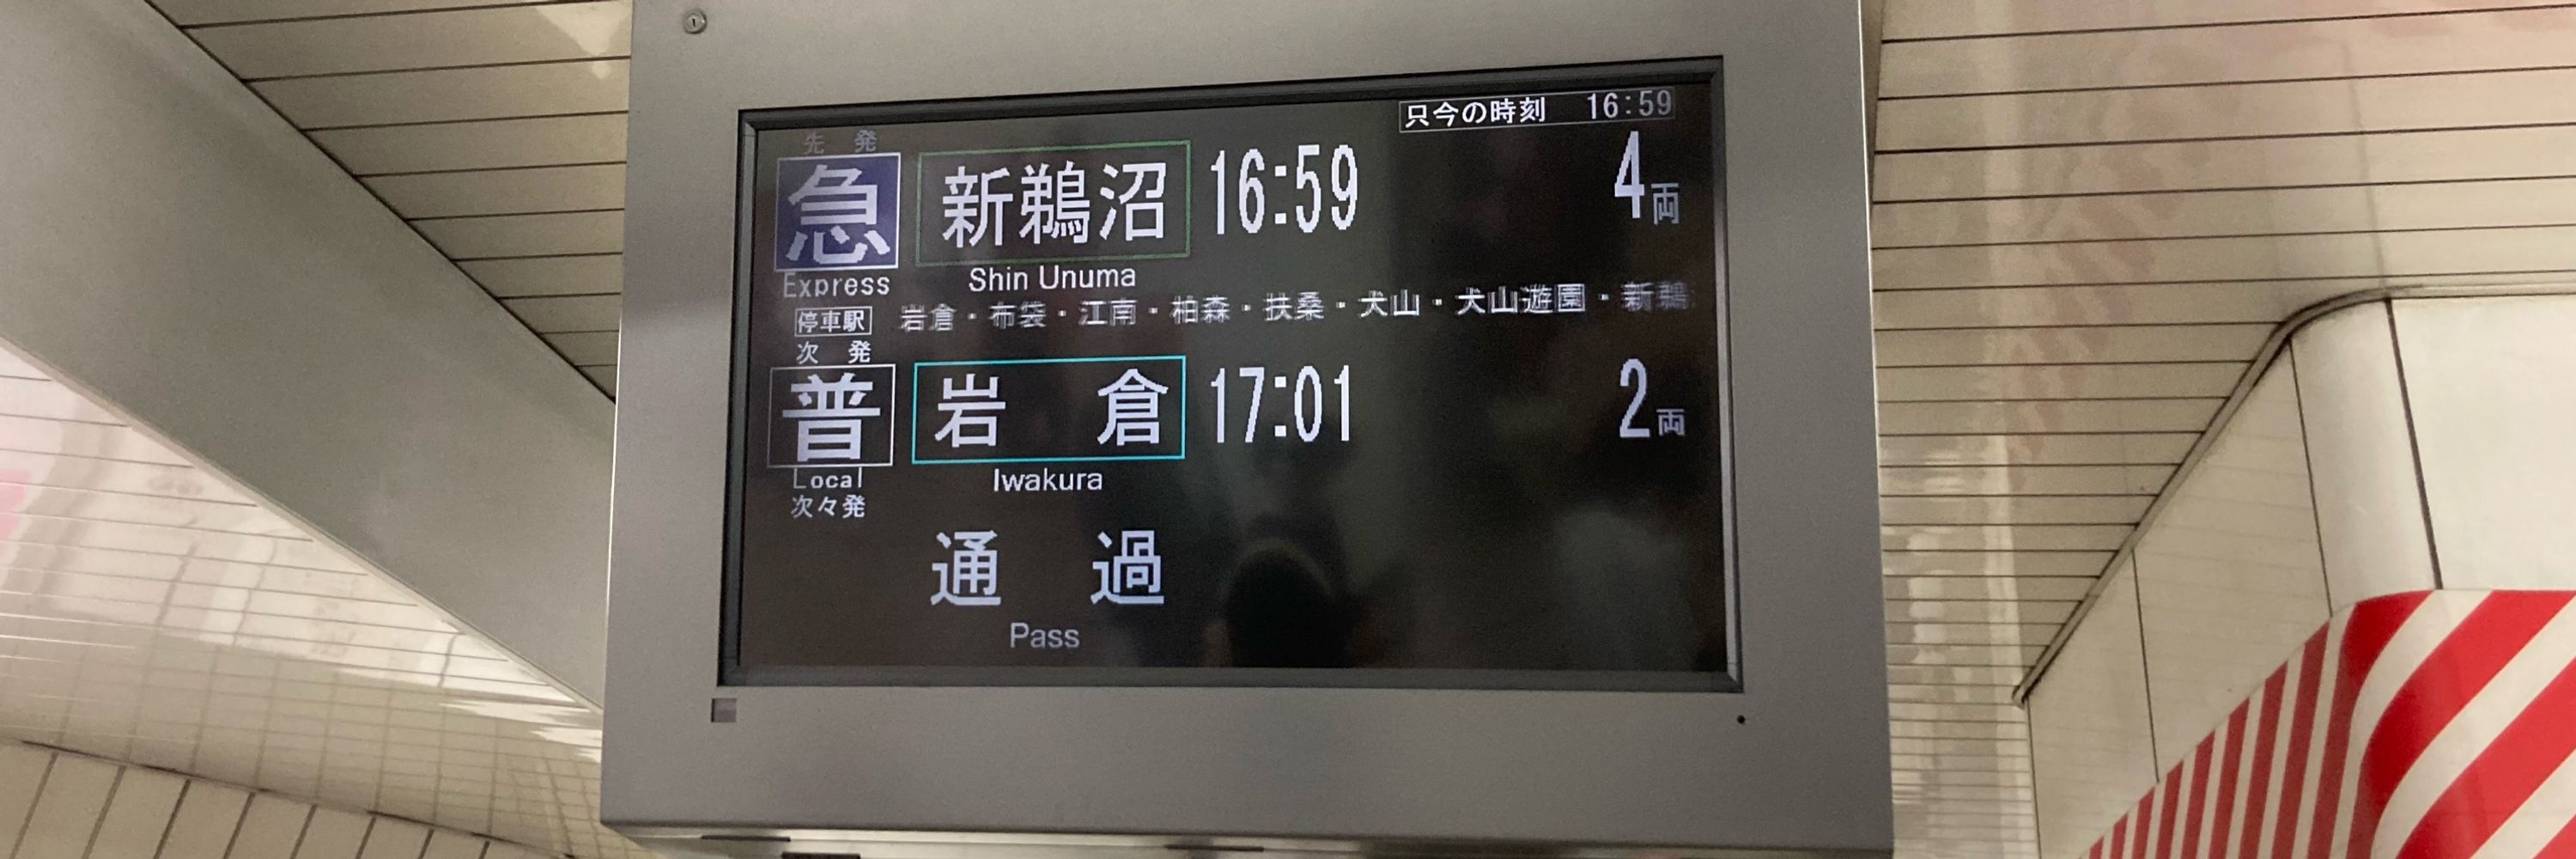 只今の時刻 16:59
先 発
急 新鵜沼 16:59 4両
Express Shin Unuma
停車駅 岩倉・布袋・江南・柏森・扶桑・犬山・犬山遊園・新鵜
次 発
普 岩 倉 17:01 2両
Local Iwakura
次々発
通 過
Pass